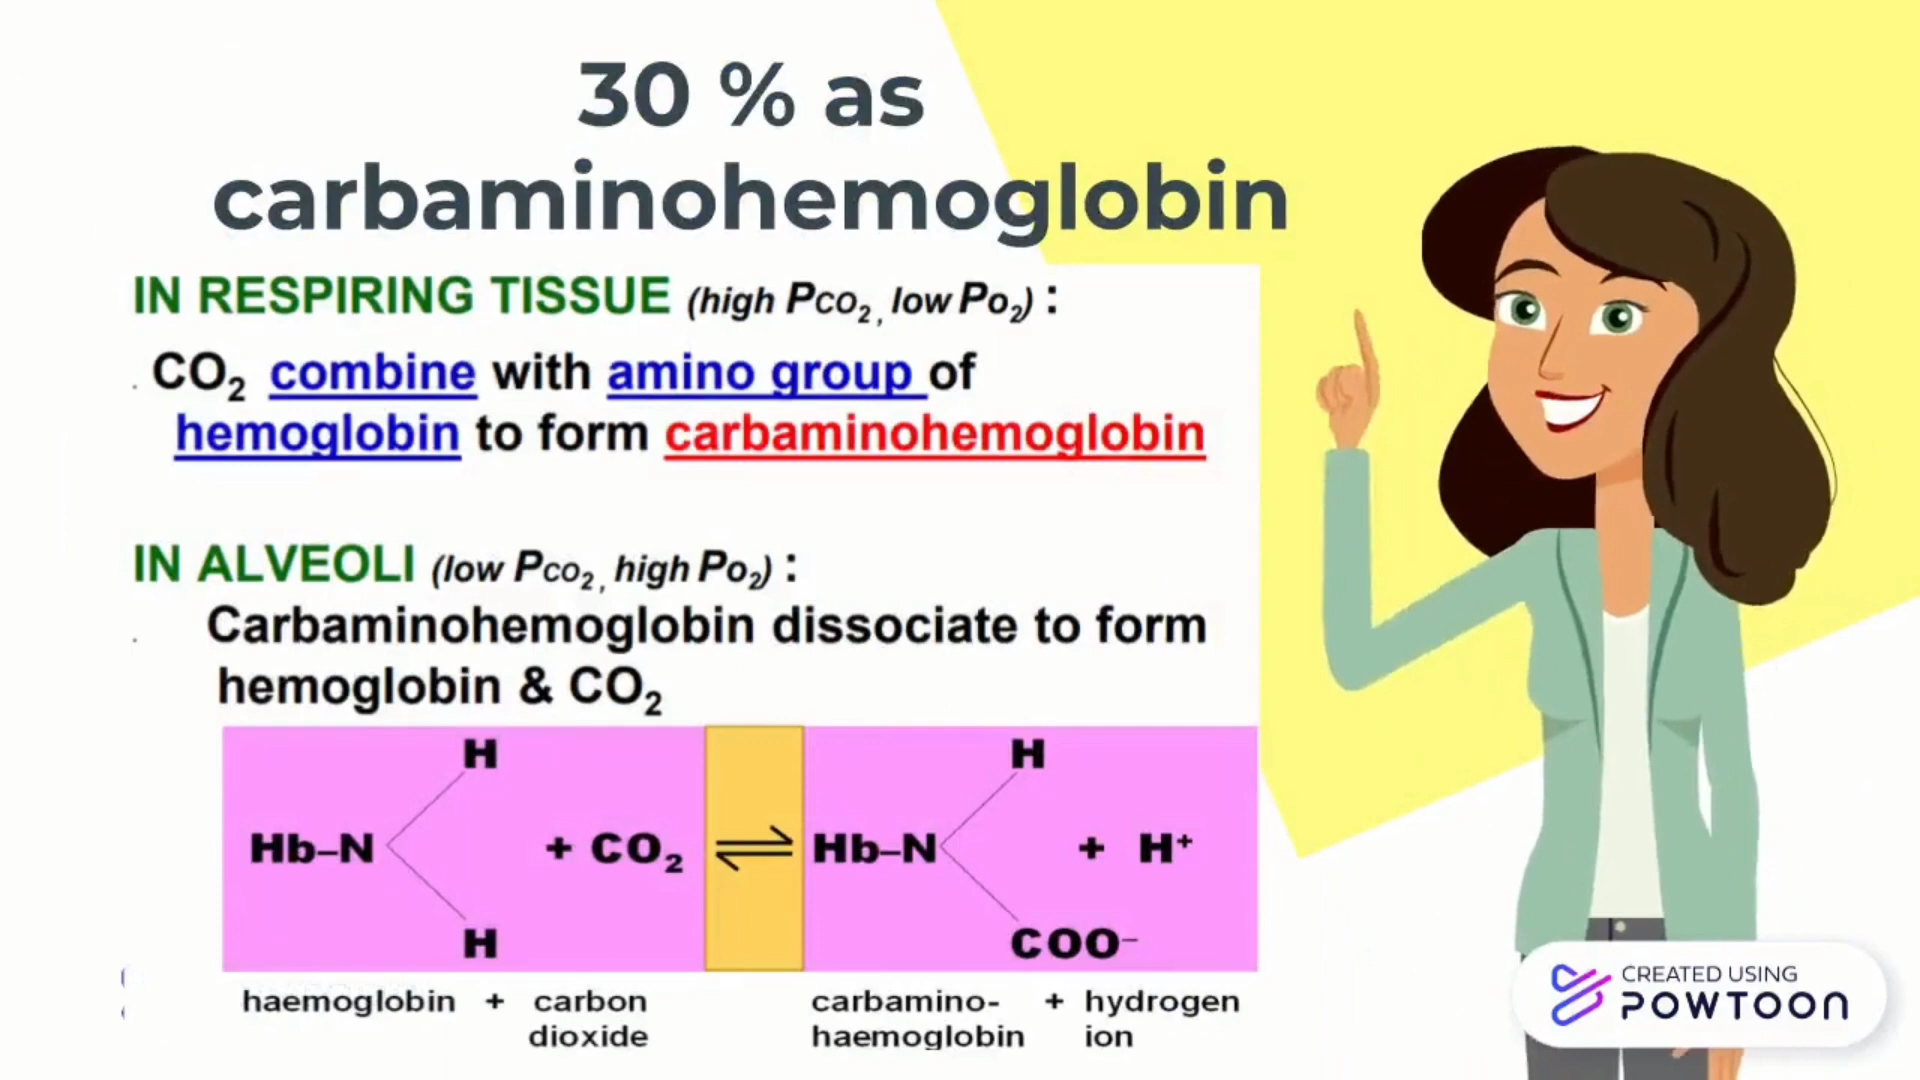 30 % as
carbaminohemoglobin
IN RESPIRING TISSUE (high PCO₂, low PO₂) :
. CO₂ combine with amino group of
hemoglobin to form carbaminohemoglobin
IN ALVEOLI (low PCO₂, high PO₂) :
. Carbaminohemoglobin dissociate to form
hemoglobin & CO₂
H H
Hb–N + CO₂ ⇌ Hb–N + H⁺
H COO⁻
haemoglobin + carbon carbamino- + hydrogen
dioxide haemoglobin ion
CREATED USING
POWTOON